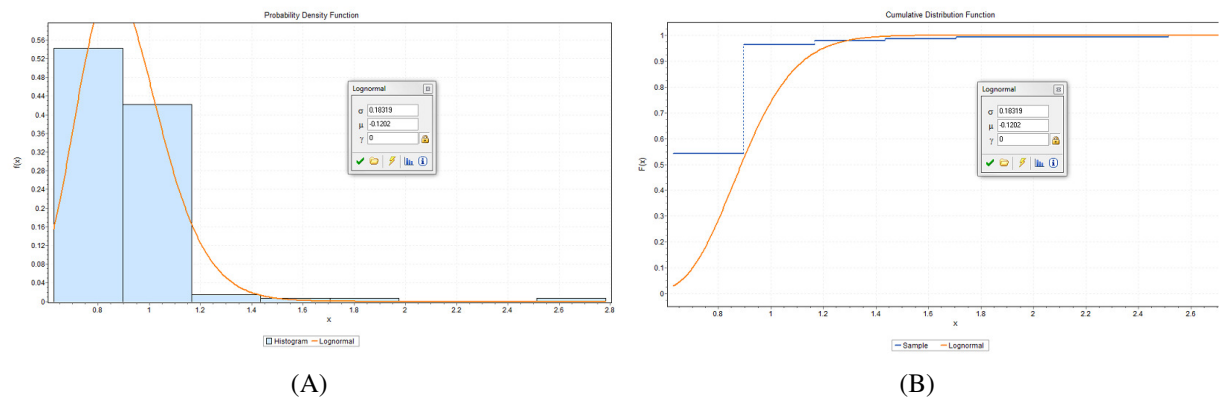 Probability Density Function
0.56
0.52
0.48
0.44
0.4
0.36
0.32
0.28
0.24
0.2
0.16
0.12
0.08
0.04
0
f(x)
0.8 1 1.2 1.4 1.6 1.8 2 2.2 2.4 2.6 2.8
x
Histogram Lognormal
Lognormal
σ 0.18319
μ -0.1202
γ 0
(A)
Cumulative Distribution Function
1
0.9
0.8
0.7
0.6
0.5
0.4
0.3
0.2
0.1
0
F(x)
0.8 1 1.2 1.4 1.6 1.8 2 2.2 2.4 2.6
x
Sample Lognormal
Lognormal
σ 0.18319
μ -0.1202
γ 0
(B)